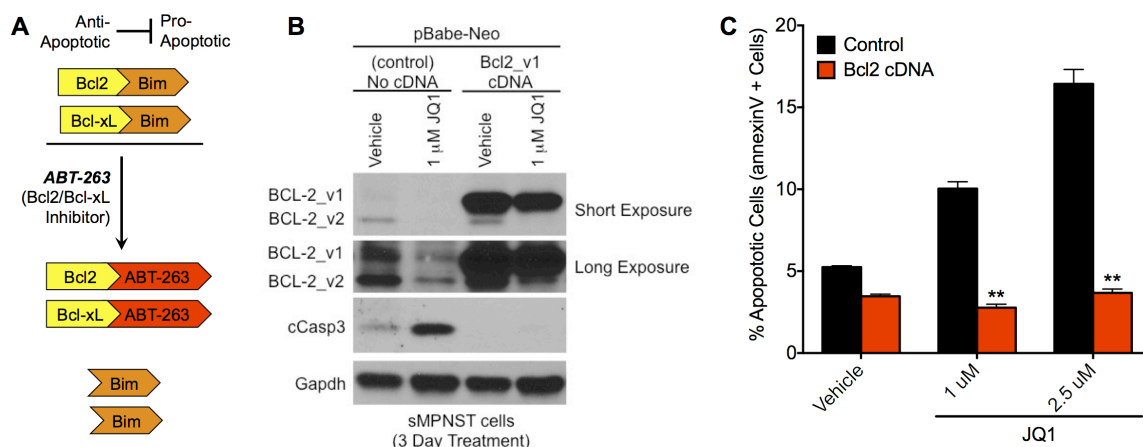 A
Anti-
Apoptotic
Pro-
Apoptotic
Bcl2
Bim
Bcl-xL
Bim
ABT-263
(Bcl2/Bcl-xL
Inhibitor)
Bcl2
ABT-263
Bcl-xL
ABT-263
Bim
Bim
B
pBabe-Neo
(control)
No cDNA
Bcl2_v1
cDNA
Vehicle
1 µM JQ1
Vehicle
1 µM JQ1
BCL-2_v1
BCL-2_v2
Short Exposure
BCL-2_v1
BCL-2_v2
Long Exposure
cCasp3
Gapdh
sMPNST cells
(3 Day Treatment)
C
% Apoptotic Cells (annexinV + Cells)
20
15
10
5
0
Control
Bcl2 cDNA
**
**
Vehicle
1 uM
2.5 uM
JQ1